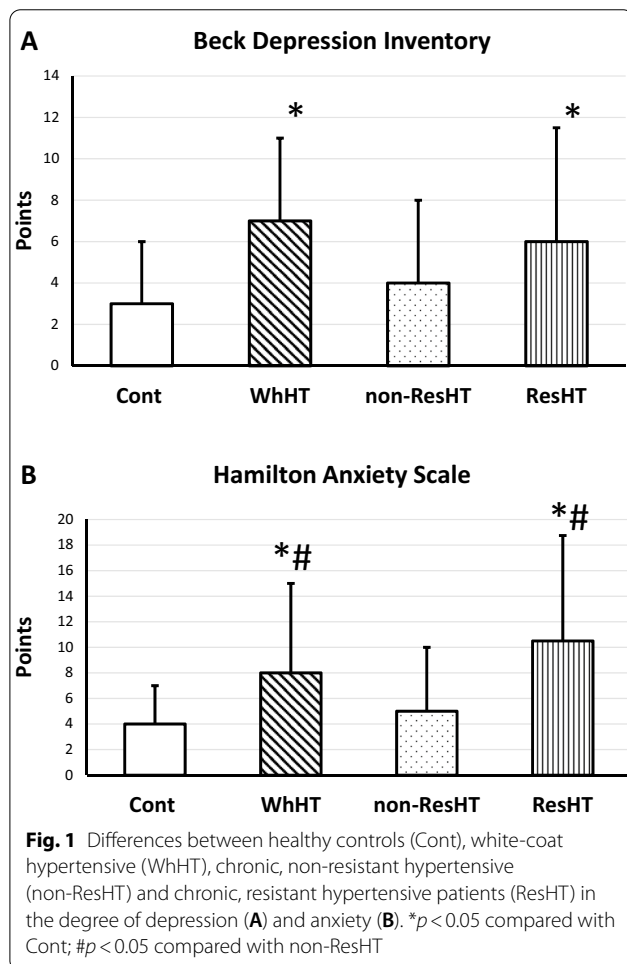 A
Beck Depression Inventory
14
12
10
8
6
4
2
0
Points
*
*
Cont WhHT non-ResHT ResHT
B
Hamilton Anxiety Scale
20
18
16
14
12
10
8
6
4
2
0
Points
*#
*#
Cont WhHT non-ResHT ResHT
Fig. 1 Differences between healthy controls (Cont), white-coat
hypertensive (WhHT), chronic, non-resistant hypertensive
(non-ResHT) and chronic, resistant hypertensive patients (ResHT) in
the degree of depression (A) and anxiety (B). *p < 0.05 compared with
Cont; #p < 0.05 compared with non-ResHT